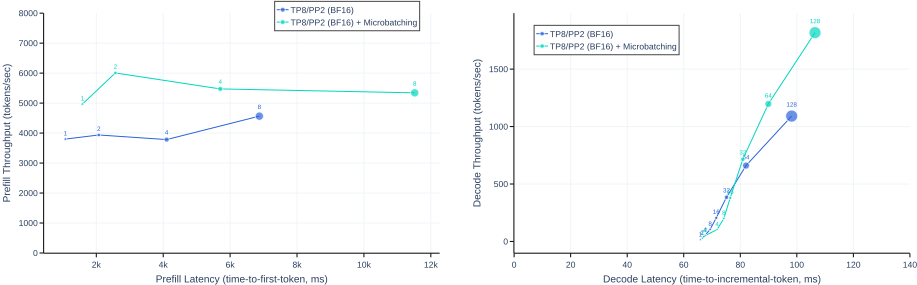 TP8/PP2 (BF16)
TP8/PP2 (BF16) + Microbatching
8000
7000
6000
5000
4000
3000
2000
1000
0
2k
4k
6k
8k
10k
12k
1
2
4
8
1
2
4
8
Prefill Throughput (tokens/sec)
Prefill Latency (time-to-first-token, ms)
TP8/PP2 (BF16)
TP8/PP2 (BF16) + Microbatching
1500
1000
500
0
0
20
40
60
80
100
120
140
128
64
128
32
Decode Throughput (tokens/sec)
Decode Latency (time-to-incremental-token, ms)